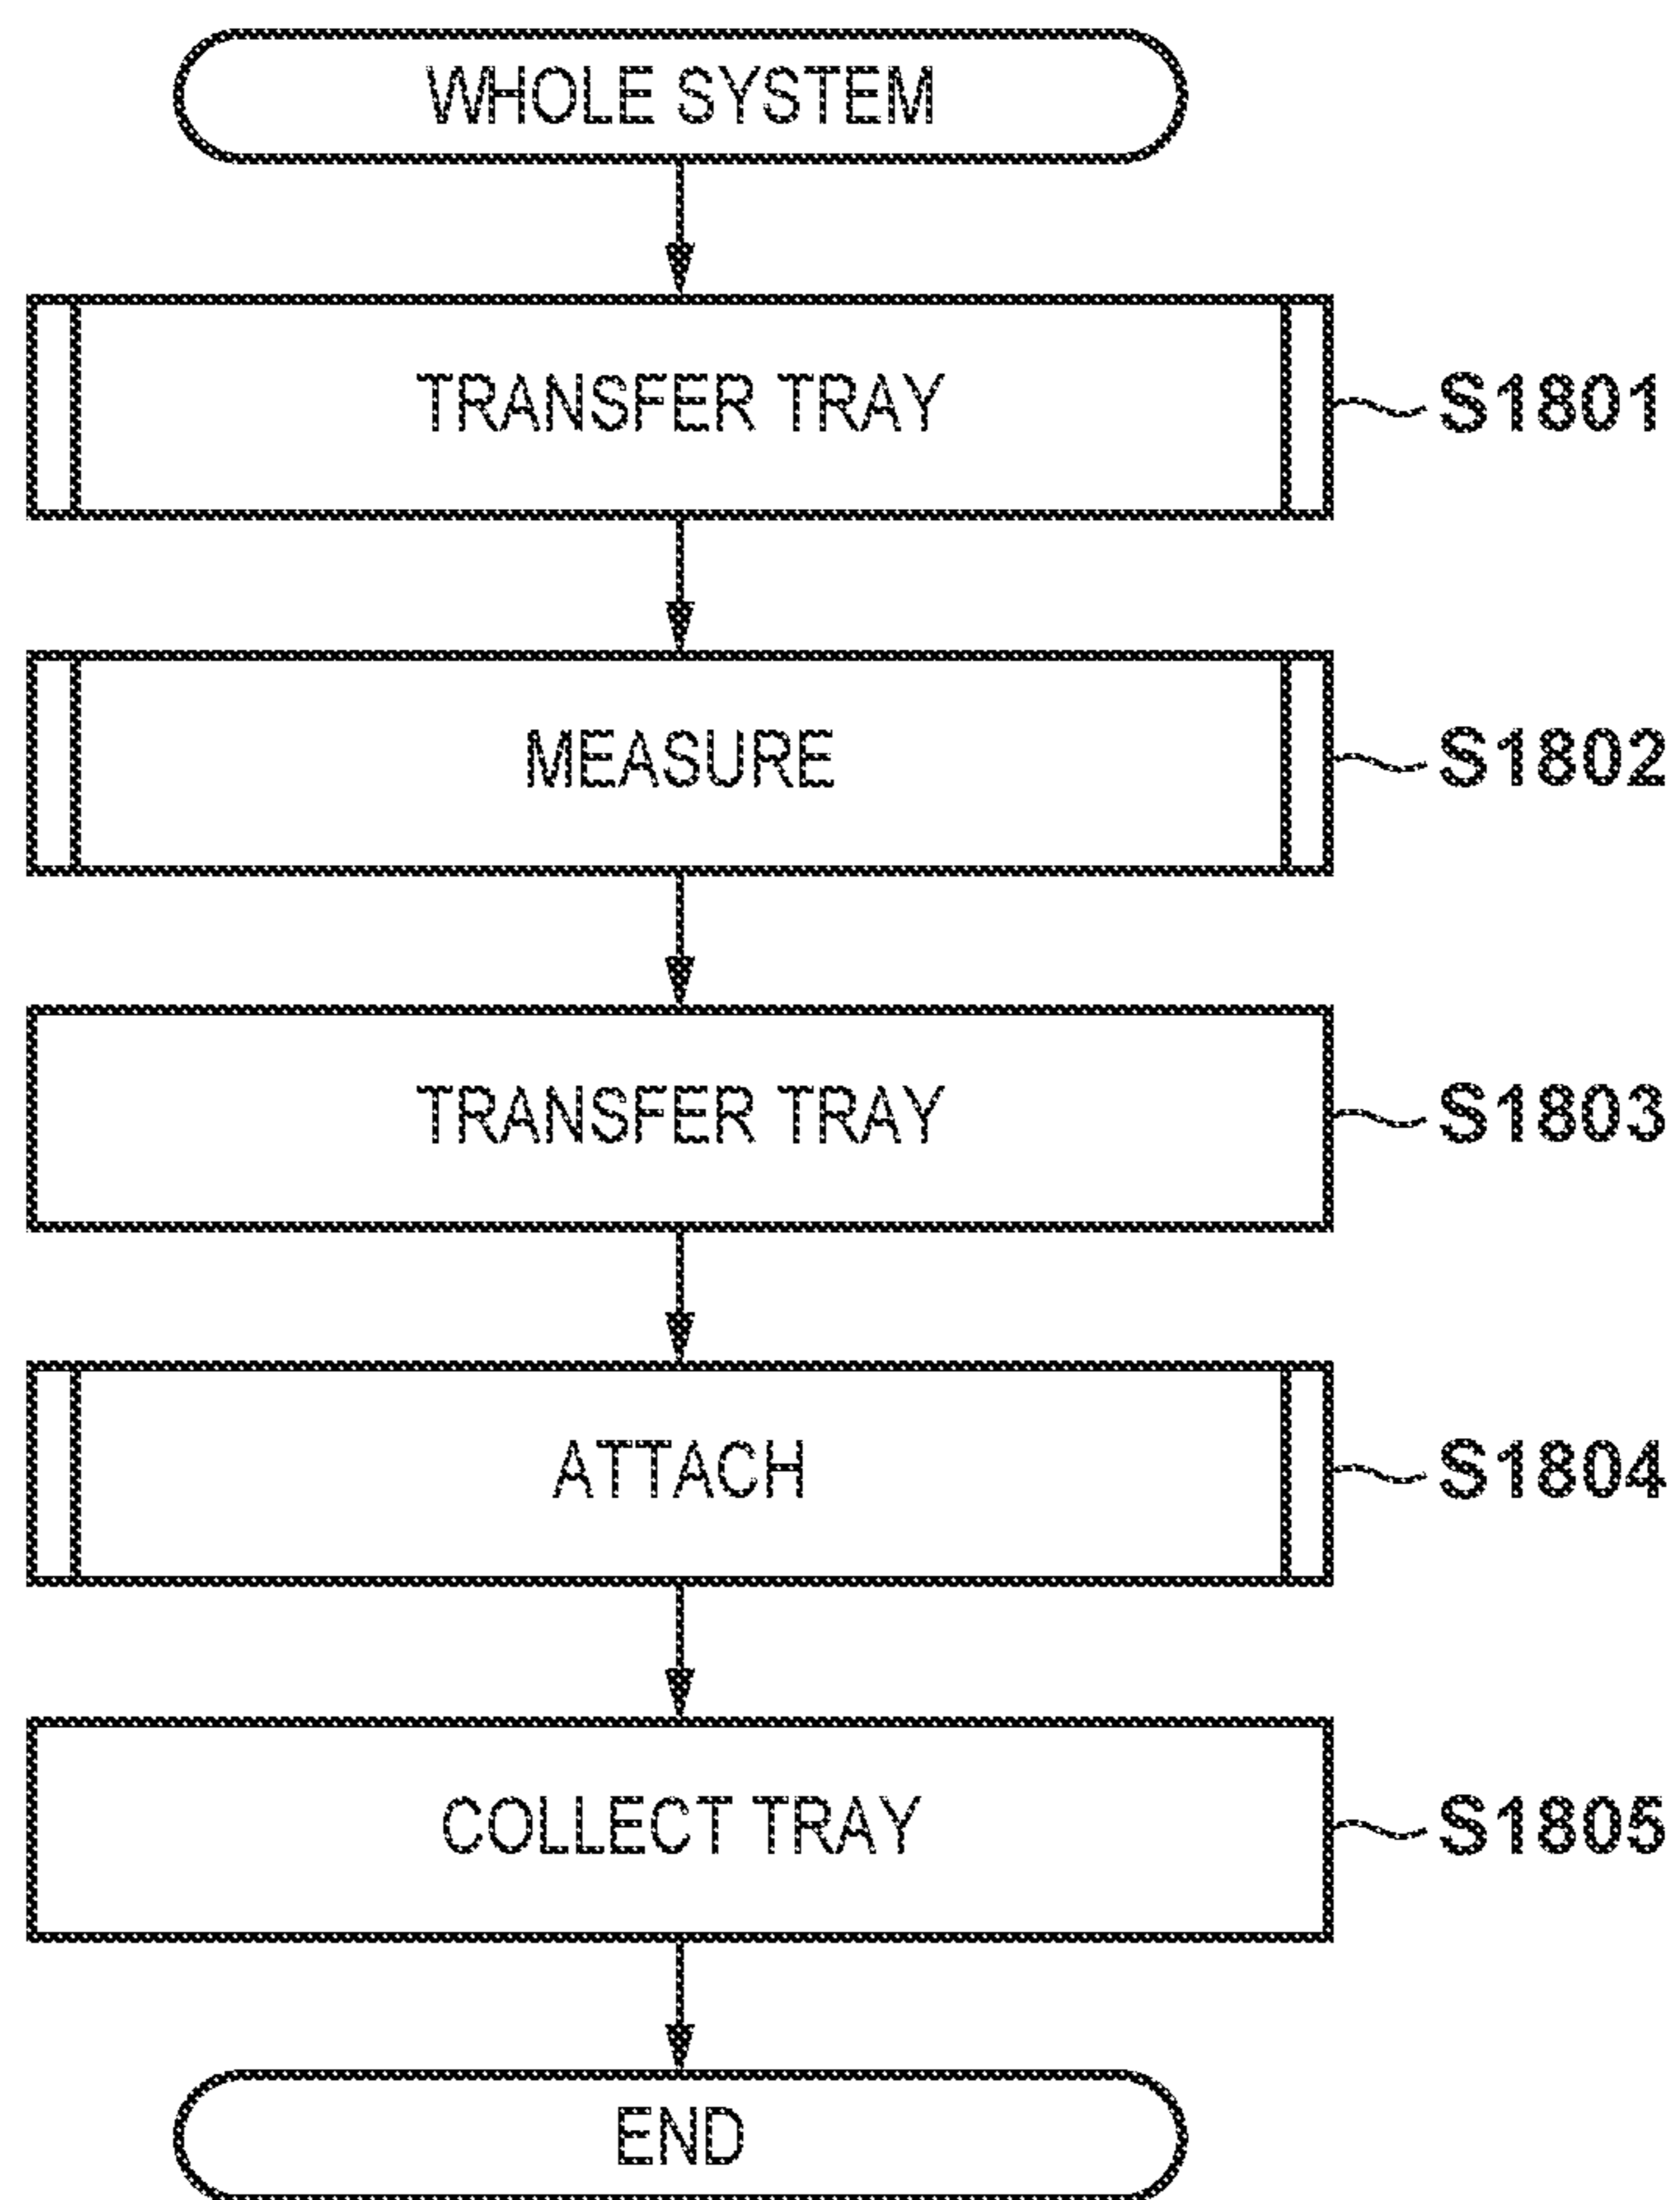 WHOLE SYSTEM
TRANSFER TRAY S1801
MEASURE S1802
TRANSFER TRAY S1803
ATTACH S1804
COLLECT TRAY S1805
END